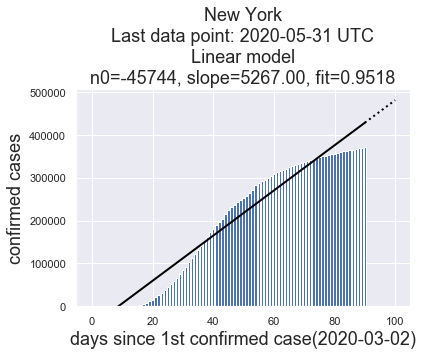 New York
Last data point: 2020-05-31 UTC
Linear model
n0=-45744, slope=5267.00, fit=0.9518
500000
400000
300000
200000
100000
0
confirmed cases
0 20 40 60 80 100
days since 1st confirmed case(2020-03-02)